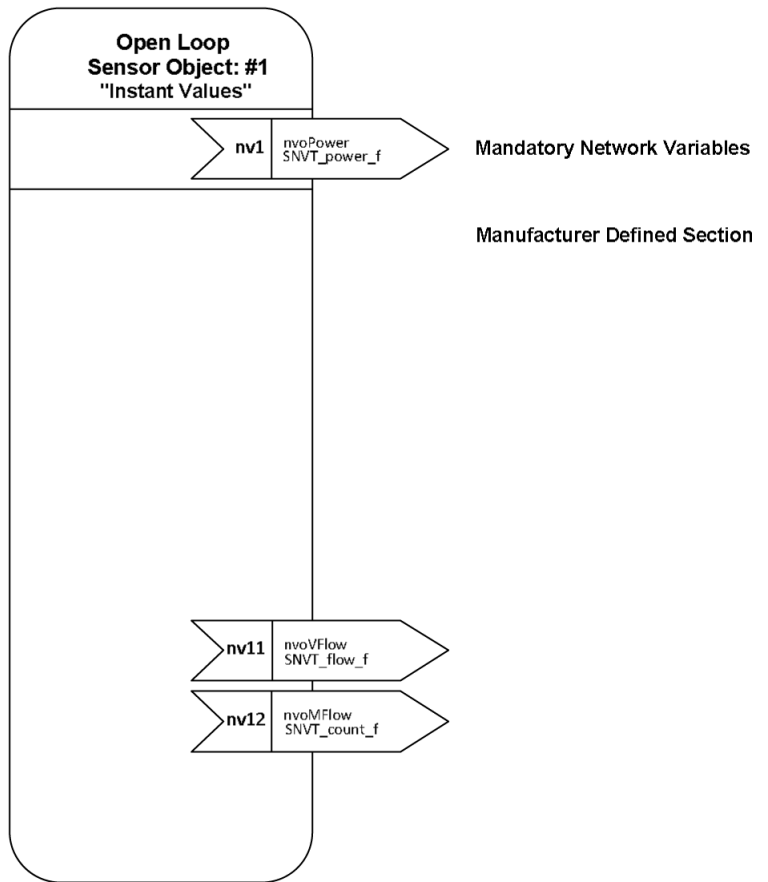 Open Loop
Sensor Object: #1
"Instant Values"
nv1
nvoPower
SNVT_power_f
Mandatory Network Variables
Manufacturer Defined Section
nv11
nvoVFlow
SNVT_flow_f
nv12
nvoMFlow
SNVT_count_f